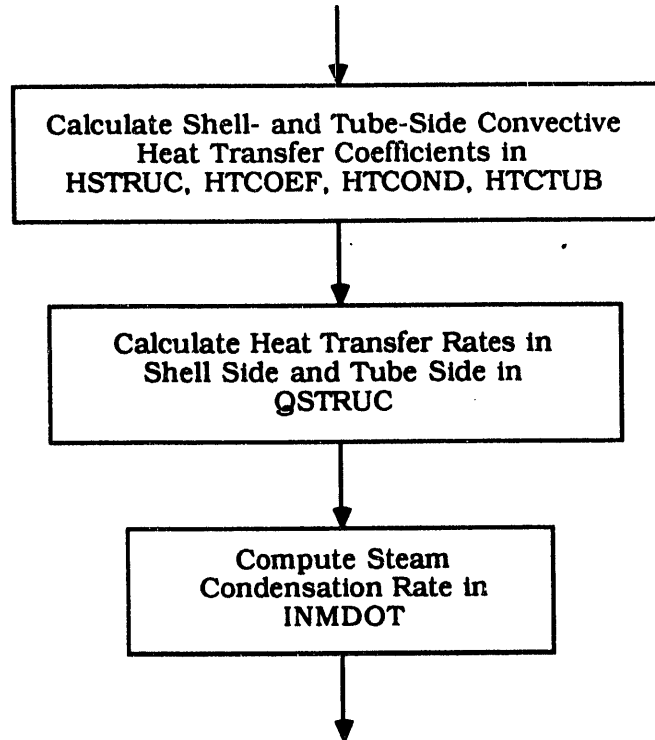 Calculate Shell- and Tube-Side Convective
Heat Transfer Coefficients in
HSTRUC, HTCOEF, HTCOND, HTCTUB
Calculate Heat Transfer Rates in
Shell Side and Tube Side in
QSTRUC
Compute Steam
Condensation Rate in
INMDOT